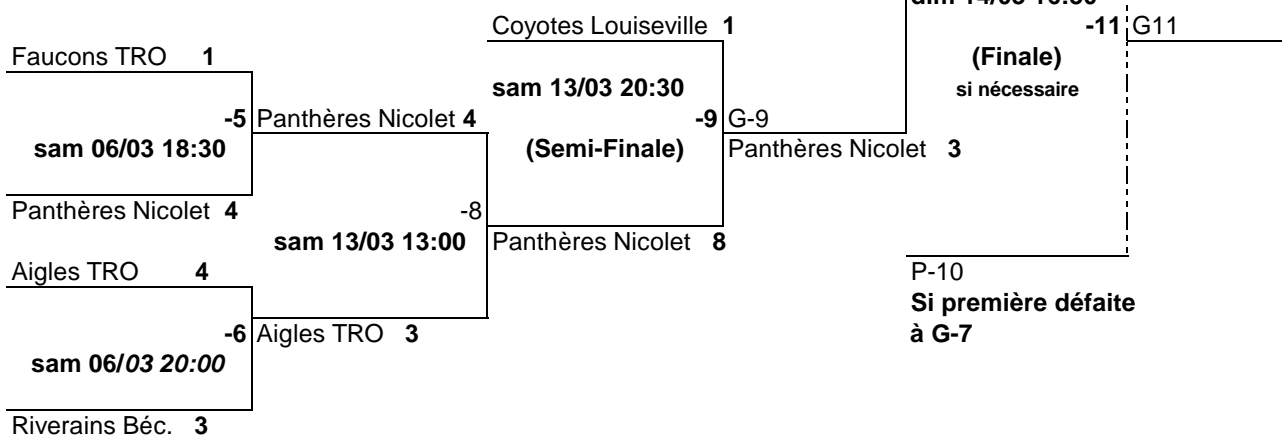 Coyotes Louiseville 1
-11 G11
Faucons TRO 1
(Finale)
sam 13/03 20:30
si nécessaire
-5 Panthères Nicolet 4
-9 G-9
sam 06/03 18:30
(Semi-Finale)
Panthères Nicolet 3
Panthères Nicolet 4
-8
sam 13/03 13:00
Panthères Nicolet 8
Aigles TRO 4
P-10
Si première défaite
à G-7
-6 Aigles TRO 3
sam 06/03 20:00
Riverains Béc. 3